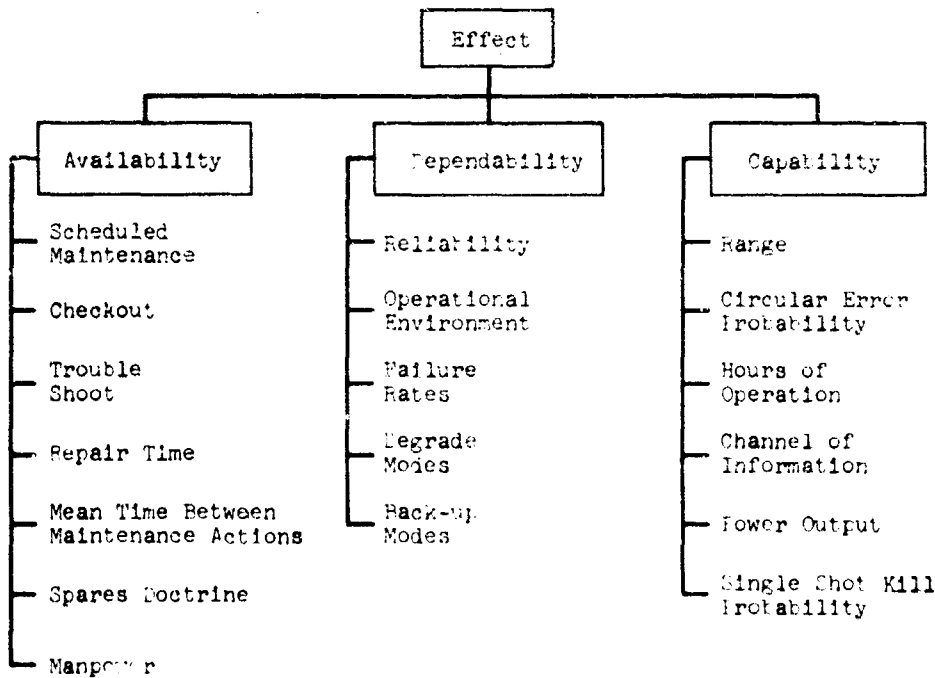 Effect
Availability
Scheduled
Maintenance
Checkout
Trouble
Shoot
Repair Time
Mean Time Between
Maintenance Actions
Spares Doctrine
Manpower
Dependability
Reliability
Operational
Environment
Failure
Rates
Degrade
Modes
Back-up
Modes
Capability
Range
Circular Error
Probability
Hours of
Operation
Channel of
Information
Power Output
Single Shot Kill
Probability